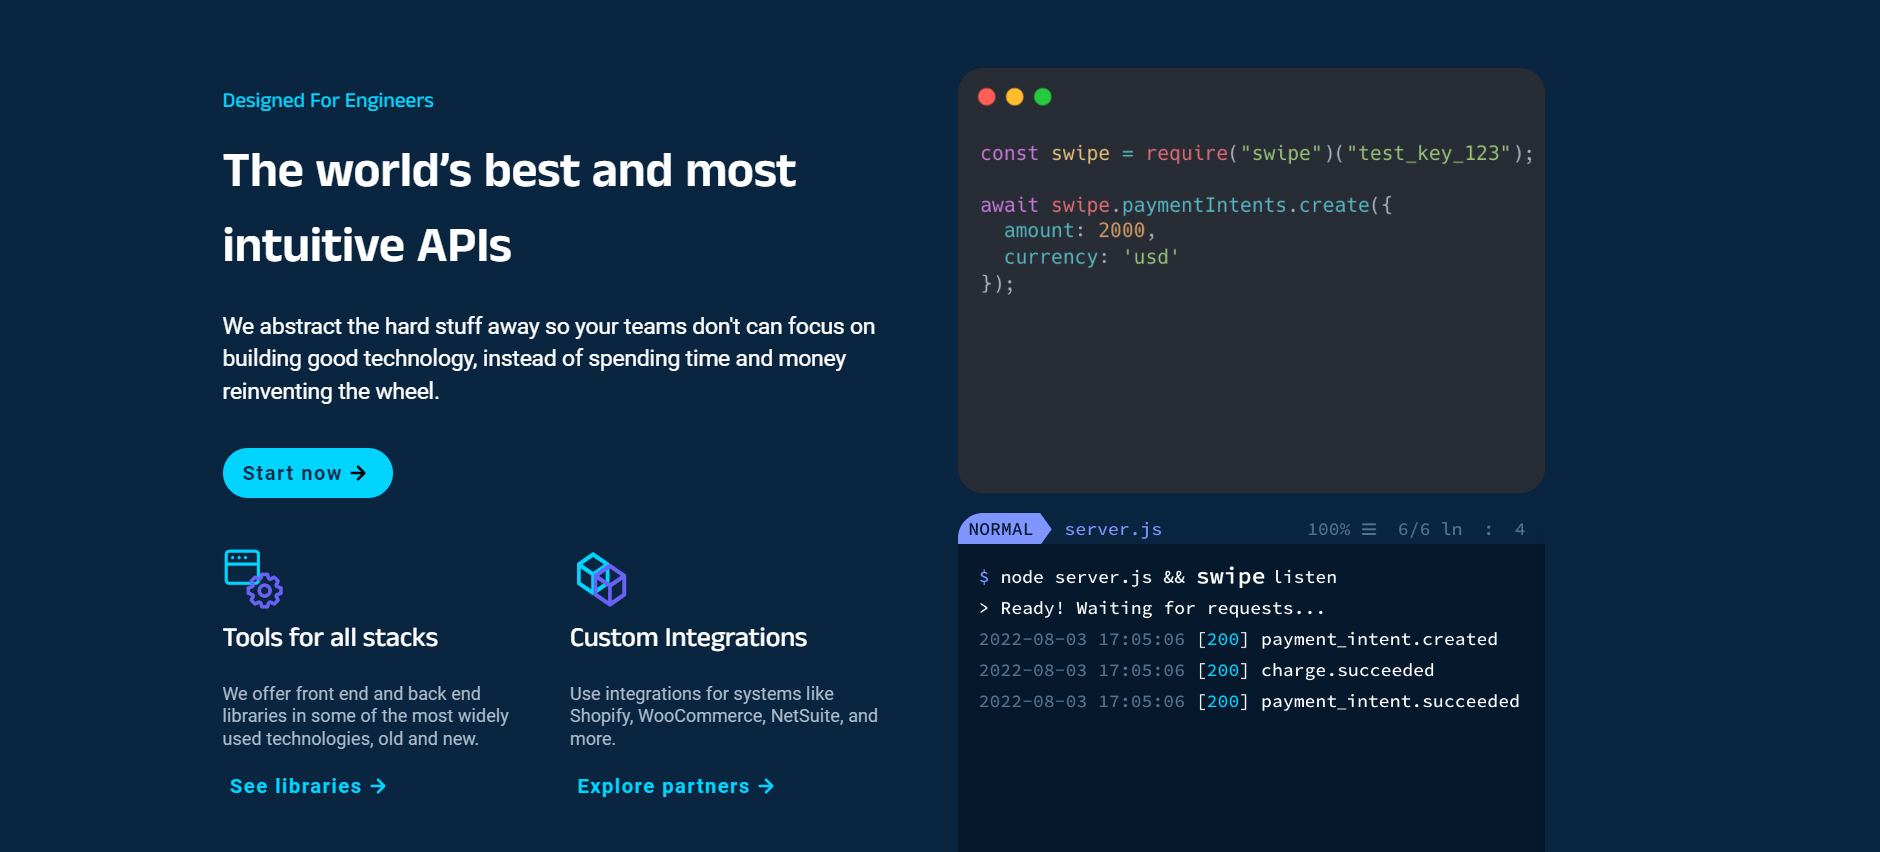 Designed For Engineers
The world’s best and most
intuitive APIs
We abstract the hard stuff away so your teams don't can focus on
building good technology, instead of spending time and money
reinventing the wheel.
Start now →
Tools for all stacks
We offer front end and back end
libraries in some of the most widely
used technologies, old and new.
See libraries →
Custom Integrations
Use integrations for systems like
Shopify, WooCommerce, NetSuite, and
more.
Explore partners →
const swipe = require("swipe")("test_key_123");
await swipe.paymentIntents.create({
  amount: 2000,
  currency: 'usd'
});
NORMAL server.js 100% ☰ 6/6 ln : 4
$ node server.js && swipe listen
> Ready! Waiting for requests...
2022-08-03 17:05:06 [200] payment_intent.created
2022-08-03 17:05:06 [200] charge.succeeded
2022-08-03 17:05:06 [200] payment_intent.succeeded